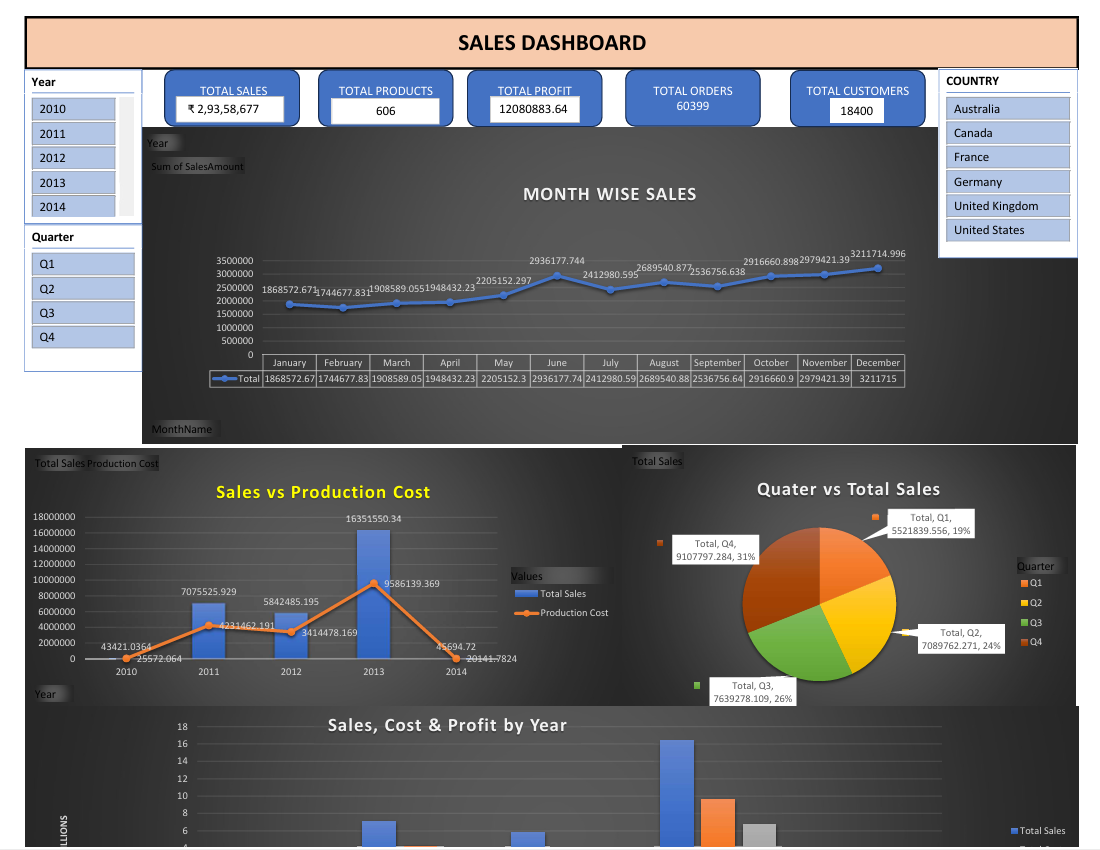 SALES DASHBOARD
Year
2010
2011
2012
2013
2014
Quarter
Q1
Q2
Q3
Q4
TOTAL SALES
₹ 2,93,58,677
TOTAL PRODUCTS
606
TOTAL PROFIT
12080883.64
TOTAL ORDERS
60399
TOTAL CUSTOMERS
18400
COUNTRY
Australia
Canada
France
Germany
United Kingdom
United States
Year
Sum of SalesAmount
MONTH WISE SALES
3500000
3000000
2500000
2000000
1500000
1000000
500000
0
1868572.671
1744677.831
1908589.055
1948432.23
2205152.297
2936177.744
2412980.595
2689540.877
2536756.638
2916660.898
2979421.39
3211714.996
January February March April May June July August September October November December
Total 1868572.67 1744677.83 1908589.05 1948432.23 2205152.3 2936177.74 2412980.59 2689540.88 2536756.64 2916660.9 2979421.39 3211715
MonthName
Total Sales Production Cost
Sales vs Production Cost
18000000
16000000
14000000
12000000
10000000
8000000
6000000
4000000
2000000
0
43421.0364
7075525.929
5842485.195
16351550.34
45694.72
25572.064
4231462.191
3414478.169
9586139.369
20141.7824
2010 2011 2012 2013 2014
Values
Total Sales
Production Cost
Year
Total Sales
Quater vs Total Sales
Total, Q1,
5521839.556, 19%
Total, Q4,
9107797.284, 31%
Total, Q2,
7089762.271, 24%
Total, Q3,
7639278.109, 26%
Quarter
Q1
Q2
Q3
Q4
Sales, Cost & Profit by Year
18
16
14
12
10
8
6
Total Sales